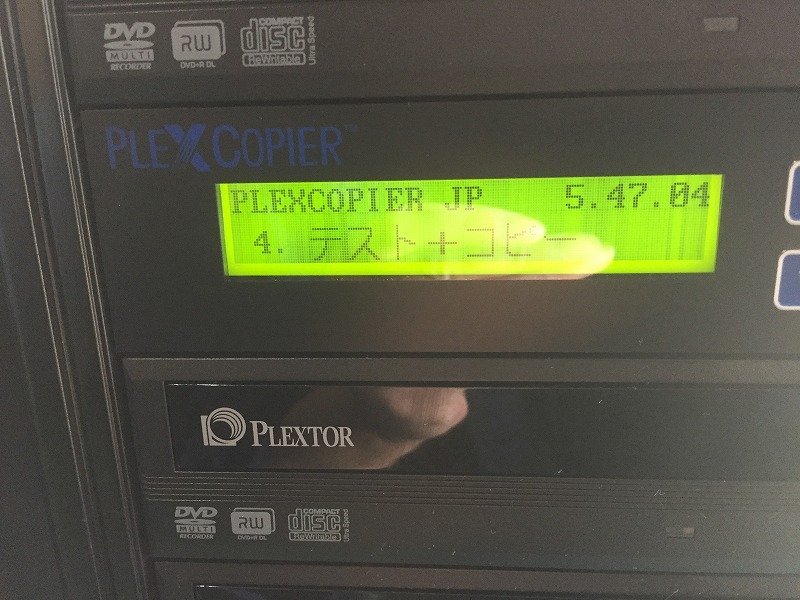 DVD MULTI RECORDER
RW DVD+R DL
COMPACT disc ReWritable Ultra Speed
PLEXCOPIER™
PLEXCOPIER JP 5.47.04
4. テスト+コピー
PLEXTOR
DVD MULTI RECORDER
RW DVD+R DL
COMPACT disc ReWritable Ultra Speed